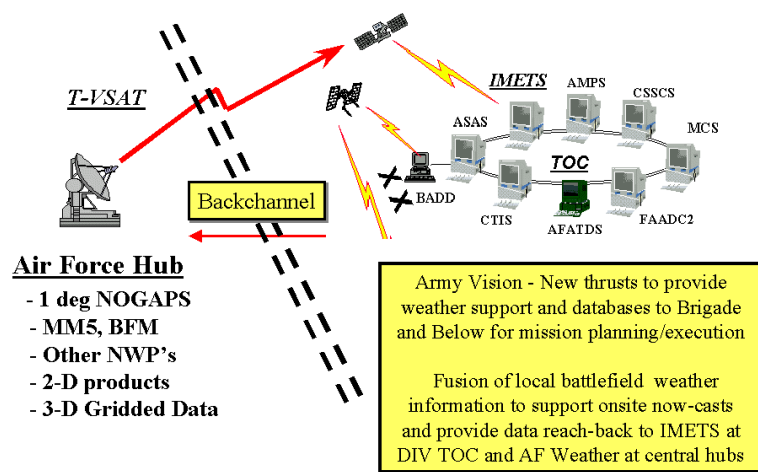 T-VSAT
IMETS
AMPS
CSSCS
ASAS
MCS
TOC
BADD
CTIS
AFATDS
FAADC2
Backchannel
Air Force Hub
- 1 deg NOGAPS
- MM5, BFM
- Other NWP's
- 2-D products
- 3-D Gridded Data
Army Vision - New thrusts to provide
weather support and databases to Brigade
and Below for mission planning/execution
Fusion of local battlefield weather
information to support onsite now-casts
and provide data reach-back to IMETS at
DIV TOC and AF Weather at central hubs